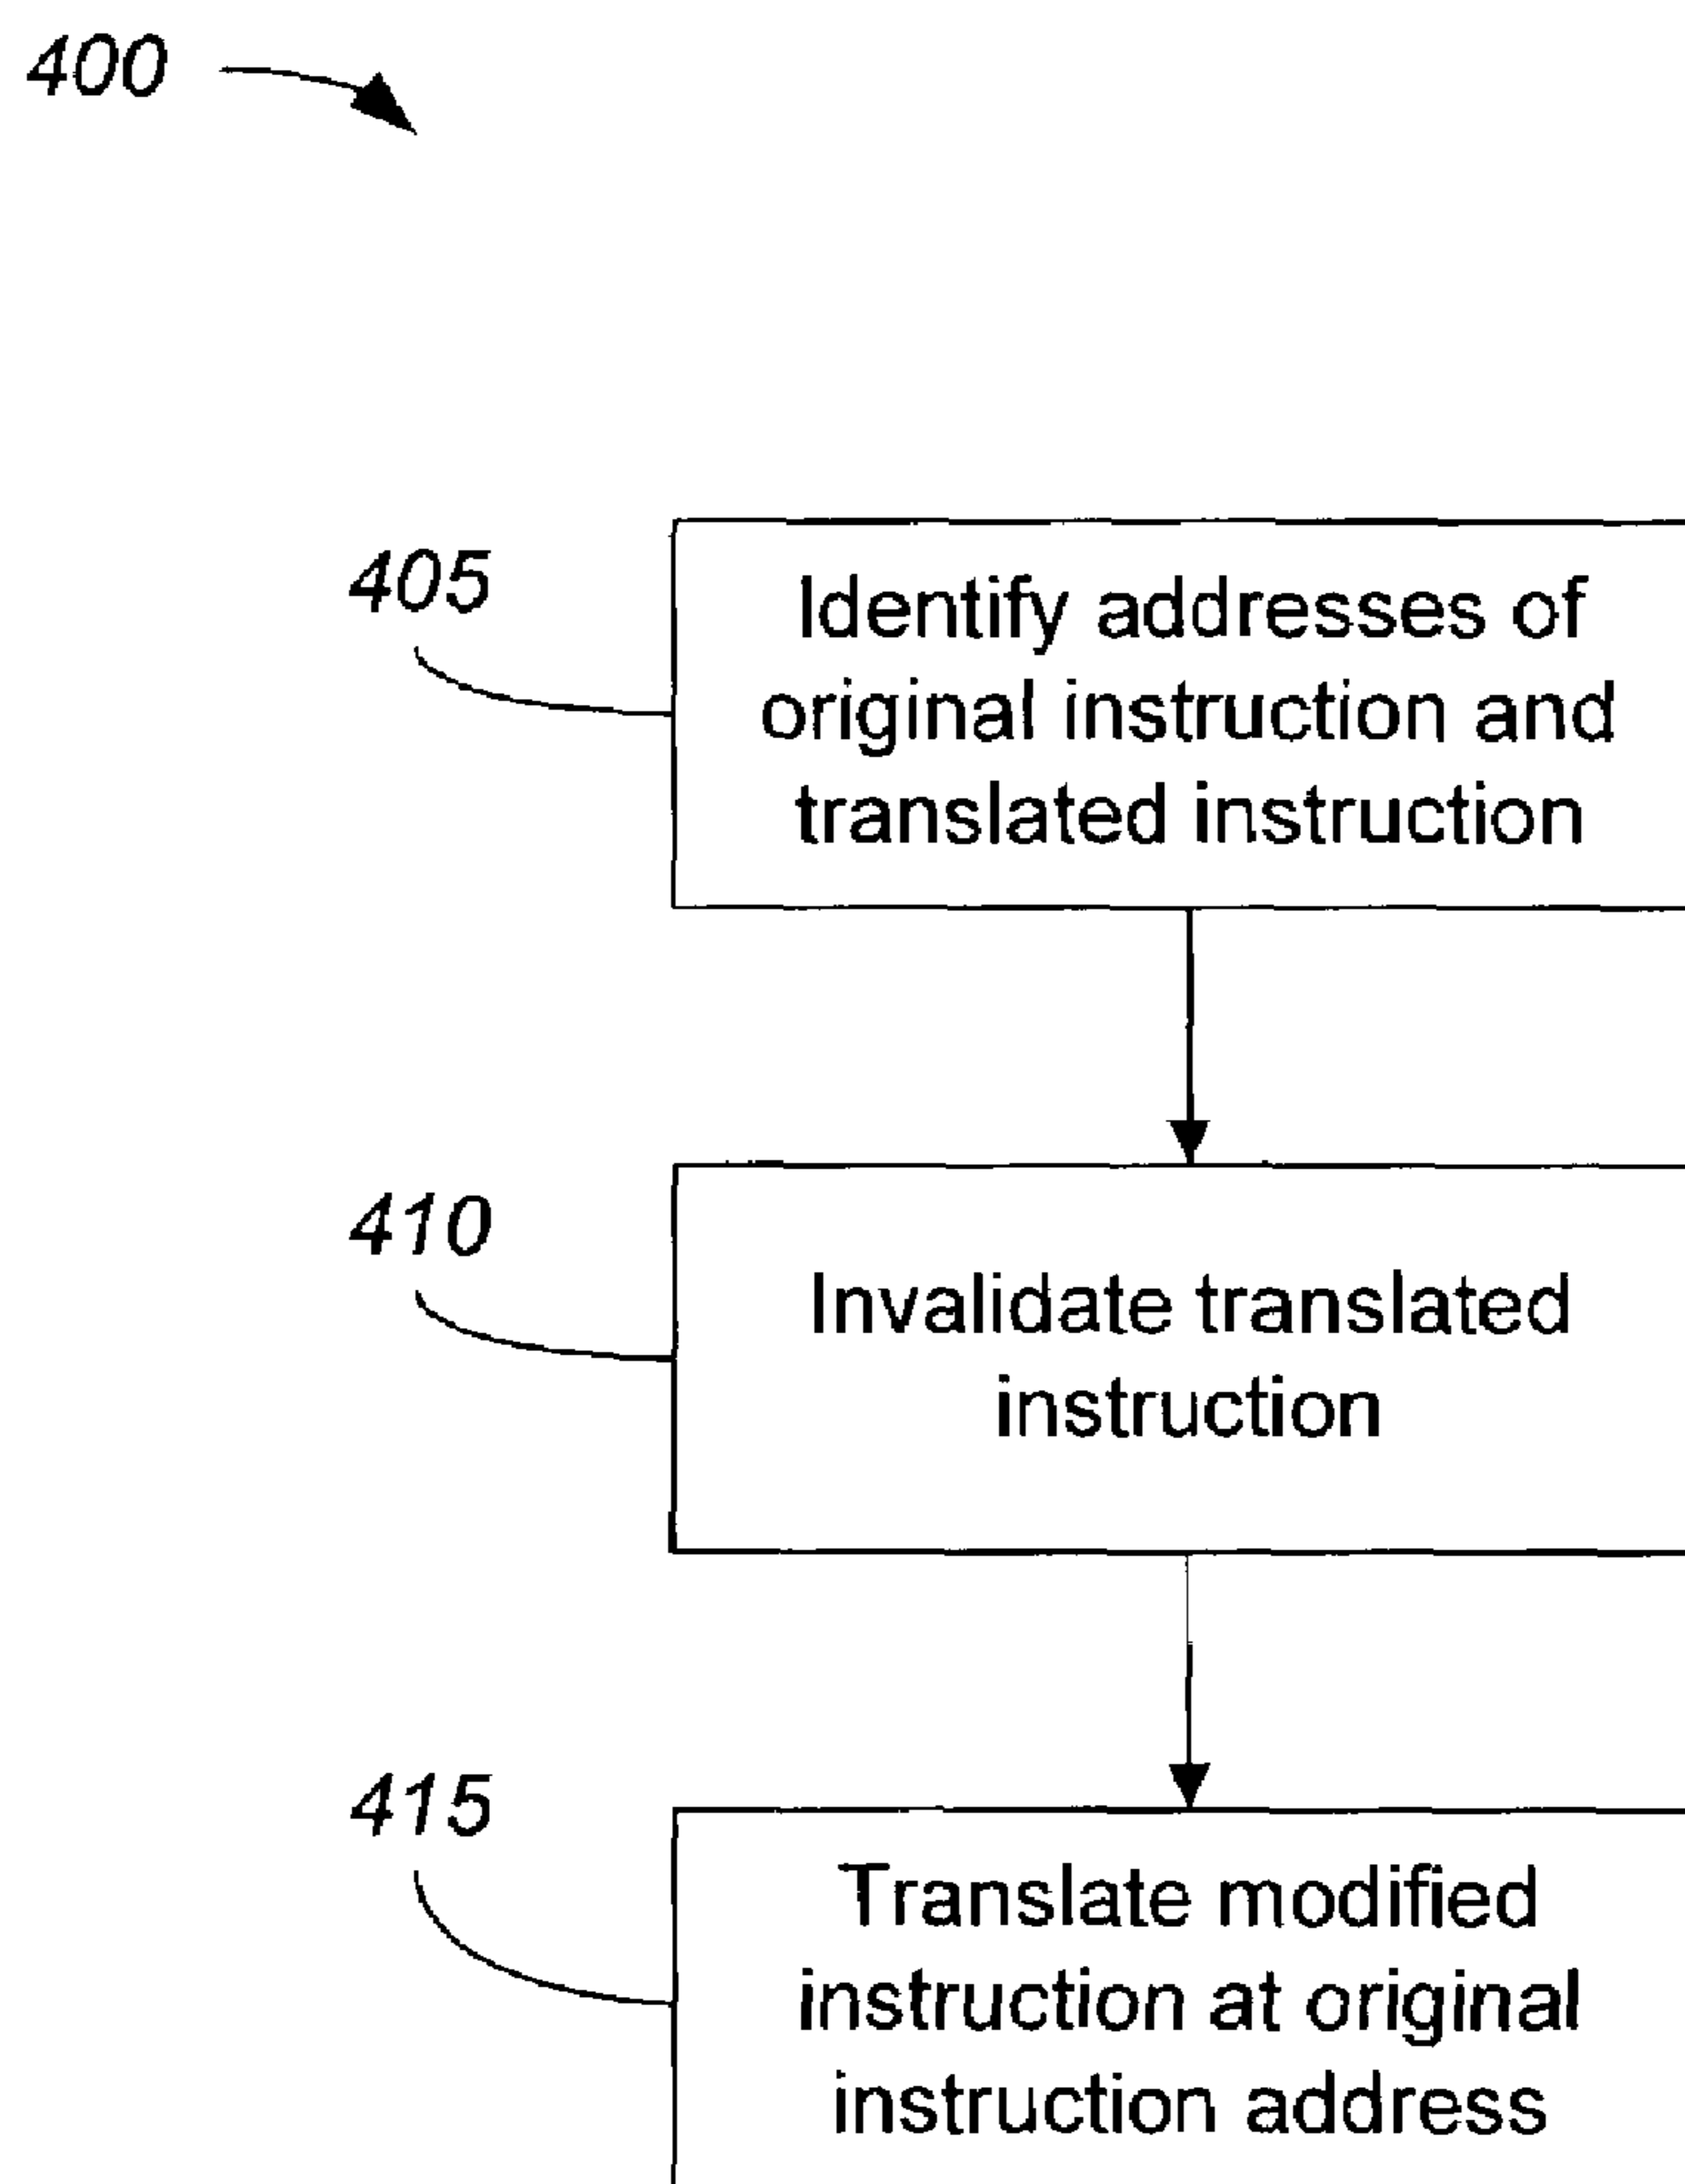 400
405
Identify addresses of
original instruction and
translated instruction
410
Invalidate translated
instruction
415
Translate modified
instruction at original
instruction address